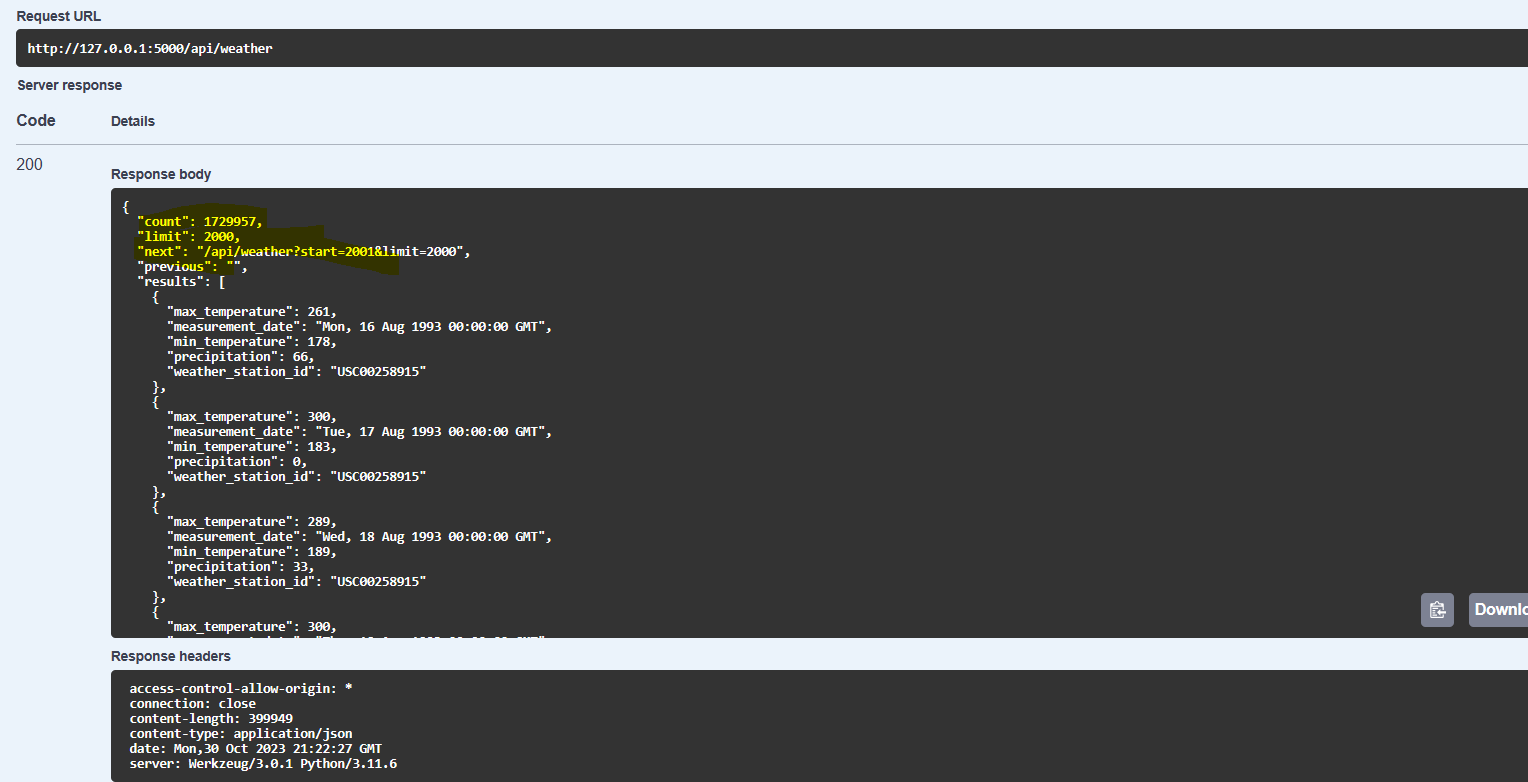 Request URL
http://127.0.0.1:5000/api/weather
Server response
Code Details
200
Response body
{
  "count": 1729957,
  "limit": 2000,
  "next": "/api/weather?start=2001&limit=2000",
  "previous": "",
  "results": [
    {
      "max_temperature": 261,
      "measurement_date": "Mon, 16 Aug 1993 00:00:00 GMT",
      "min_temperature": 178,
      "precipitation": 66,
      "weather_station_id": "USC00258915"
    },
    {
      "max_temperature": 300,
      "measurement_date": "Tue, 17 Aug 1993 00:00:00 GMT",
      "min_temperature": 183,
      "precipitation": 0,
      "weather_station_id": "USC00258915"
    },
    {
      "max_temperature": 289,
      "measurement_date": "Wed, 18 Aug 1993 00:00:00 GMT",
      "min_temperature": 189,
      "precipitation": 33,
      "weather_station_id": "USC00258915"
    },
    {
      "max_temperature": 300,
Downlo
Response headers
access-control-allow-origin: *
connection: close
content-length: 399949
content-type: application/json
date: Mon,30 Oct 2023 21:22:27 GMT
server: Werkzeug/3.0.1 Python/3.11.6